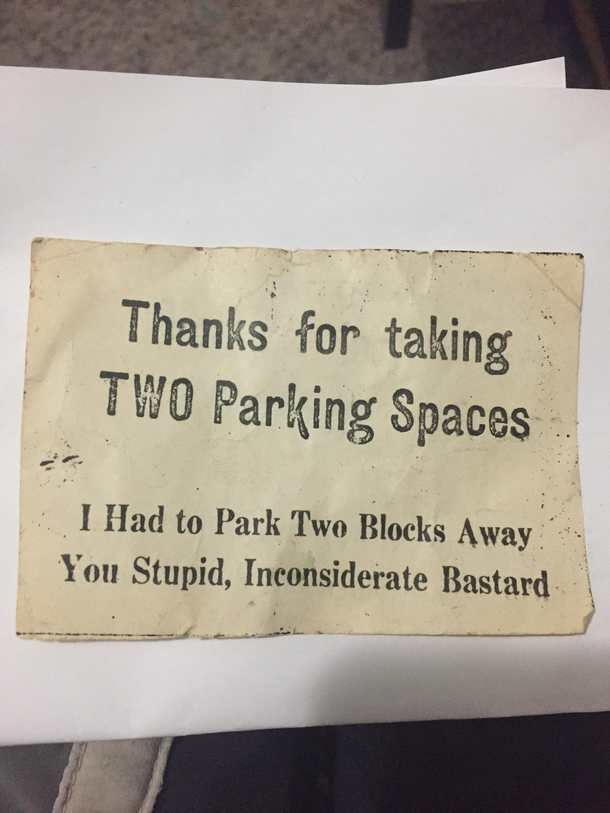 Thanks for taking
TWO Parking Spaces
I Had to Park Two Blocks Away
You Stupid, Inconsiderate Bastard